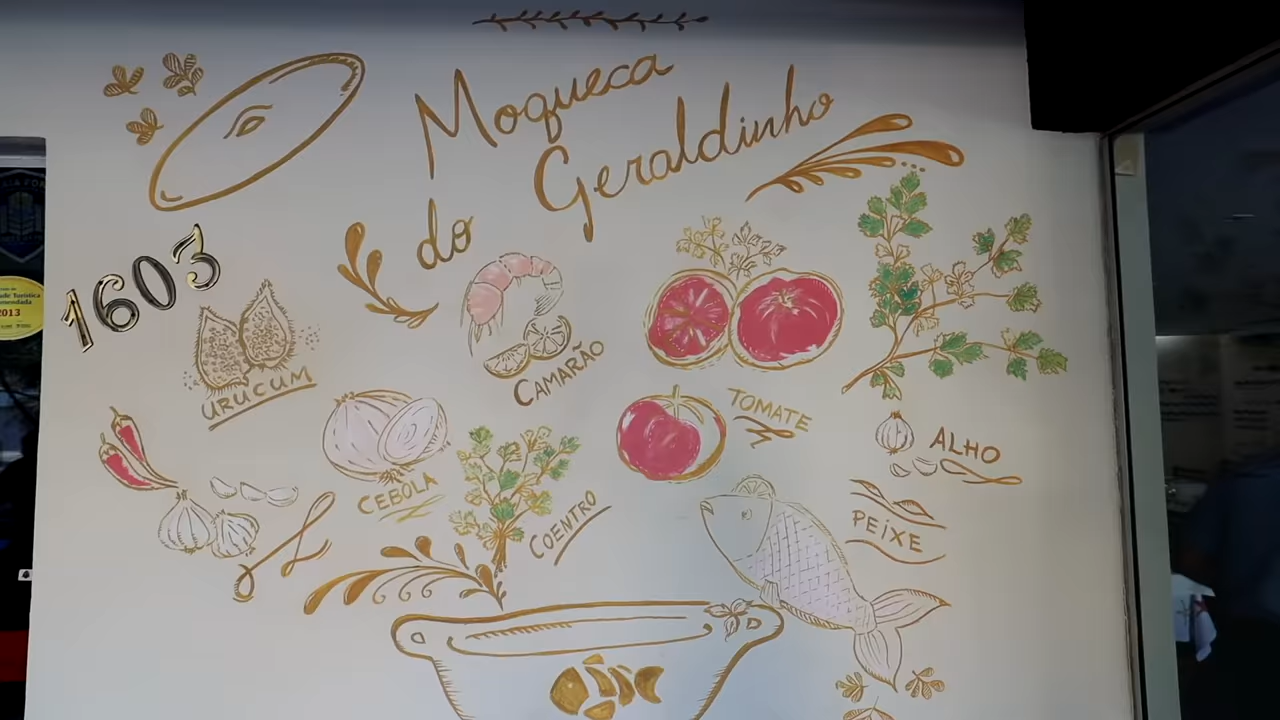 Moqueca
do Geraldinho
1603
URUCUM
CAMARÃO
TOMATE
ALHO
CEBOLA
COENTRO
PEIXE
2013